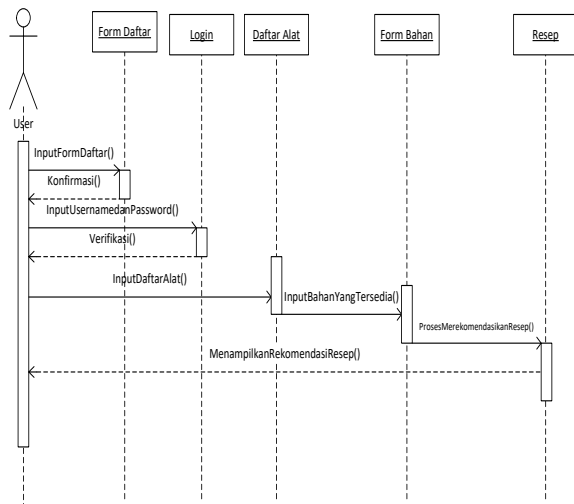 Form Daftar
Login
Daftar Alat
Form Bahan
Resep
User
InputFormDaftar()
Konfirmasi()
InputUsernamedanPassword()
Verifikasi()
InputDaftarAlat()
InputBahanYangTersedia()
ProsesMerekomendasikanResep()
MenampilkanRekomendasiResep()